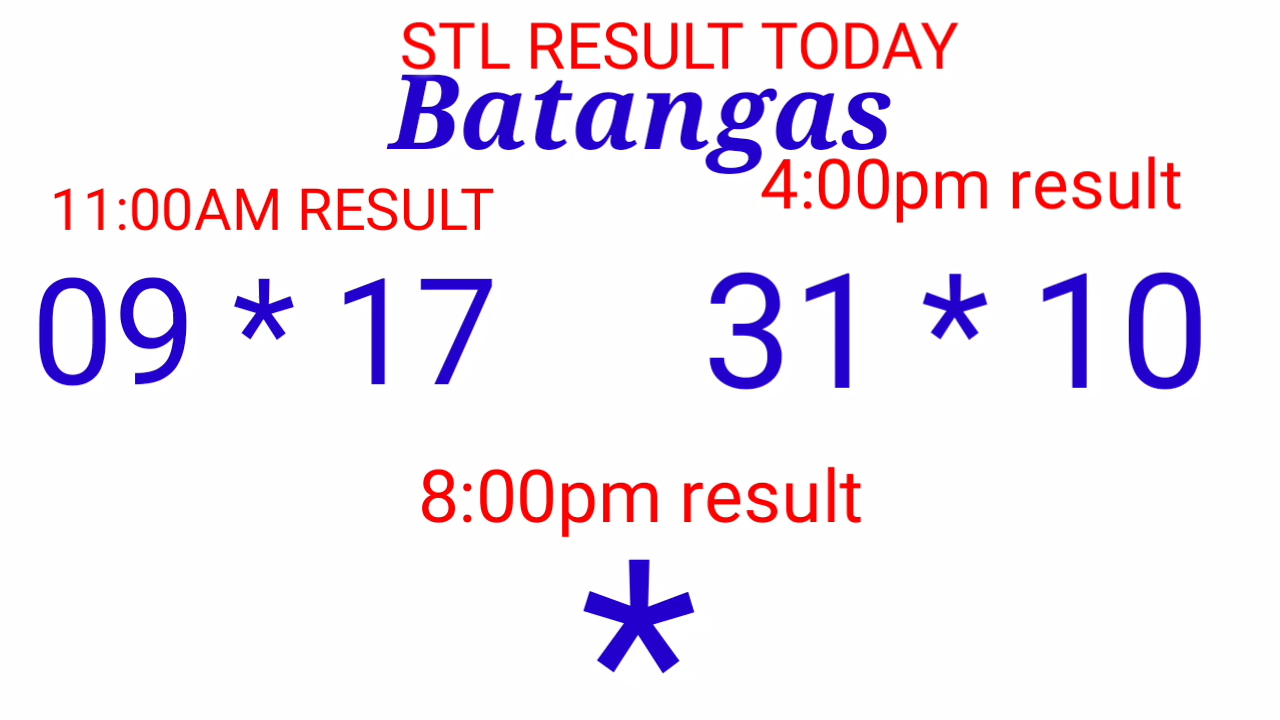 STL RESULT TODAY
Batangas
11:00AM RESULT
09 * 17
4:00pm result
31 * 10
8:00pm result
*